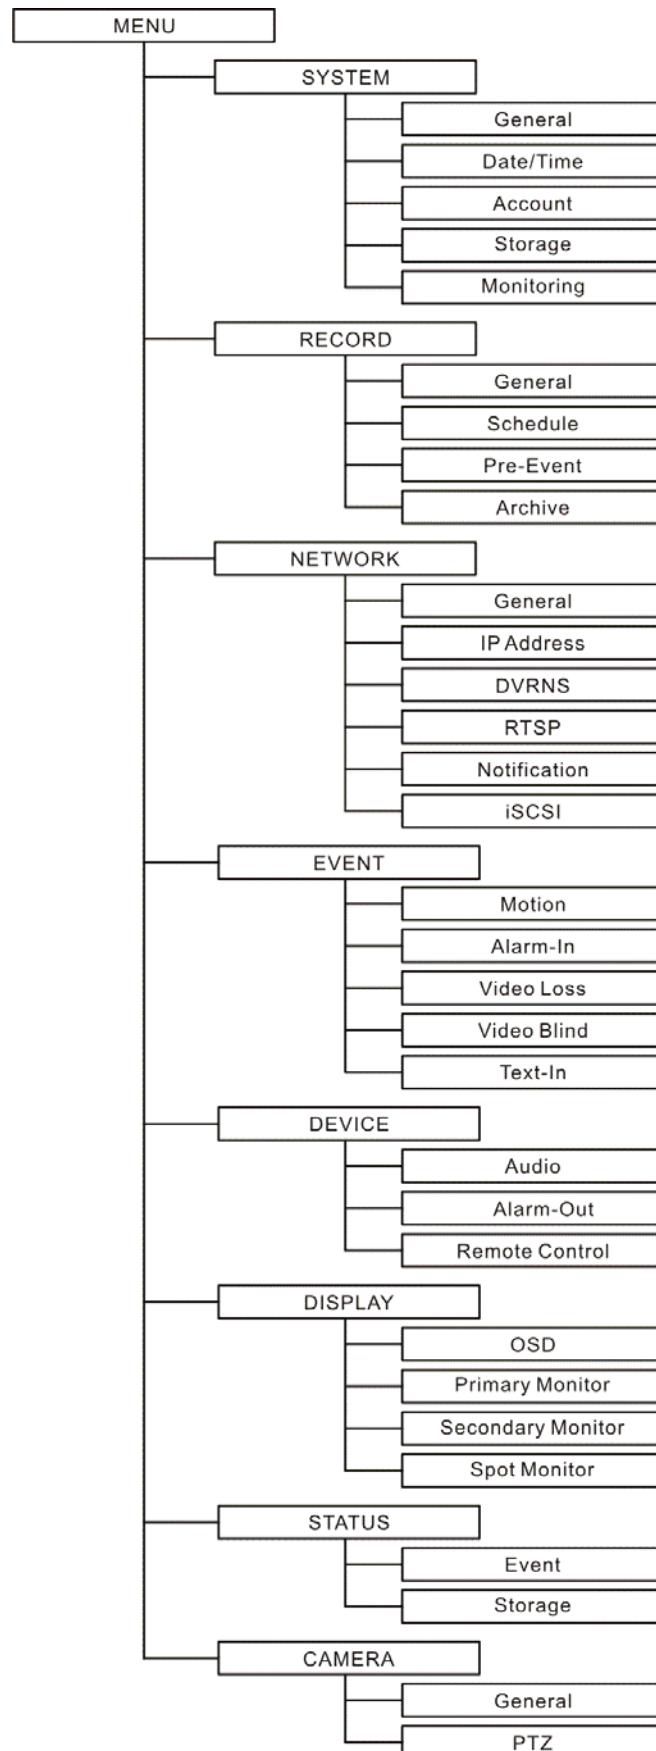 MENU
SYSTEM
General
Date/Time
Account
Storage
Monitoring
RECORD
General
Schedule
Pre-Event
Archive
NETWORK
General
IP Address
DVRNS
RTSP
Notification
iSCSI
EVENT
Motion
Alarm-In
Video Loss
Video Blind
Text-In
DEVICE
Audio
Alarm-Out
Remote Control
DISPLAY
OSD
Primary Monitor
Secondary Monitor
Spot Monitor
STATUS
Event
Storage
CAMERA
General
PTZ